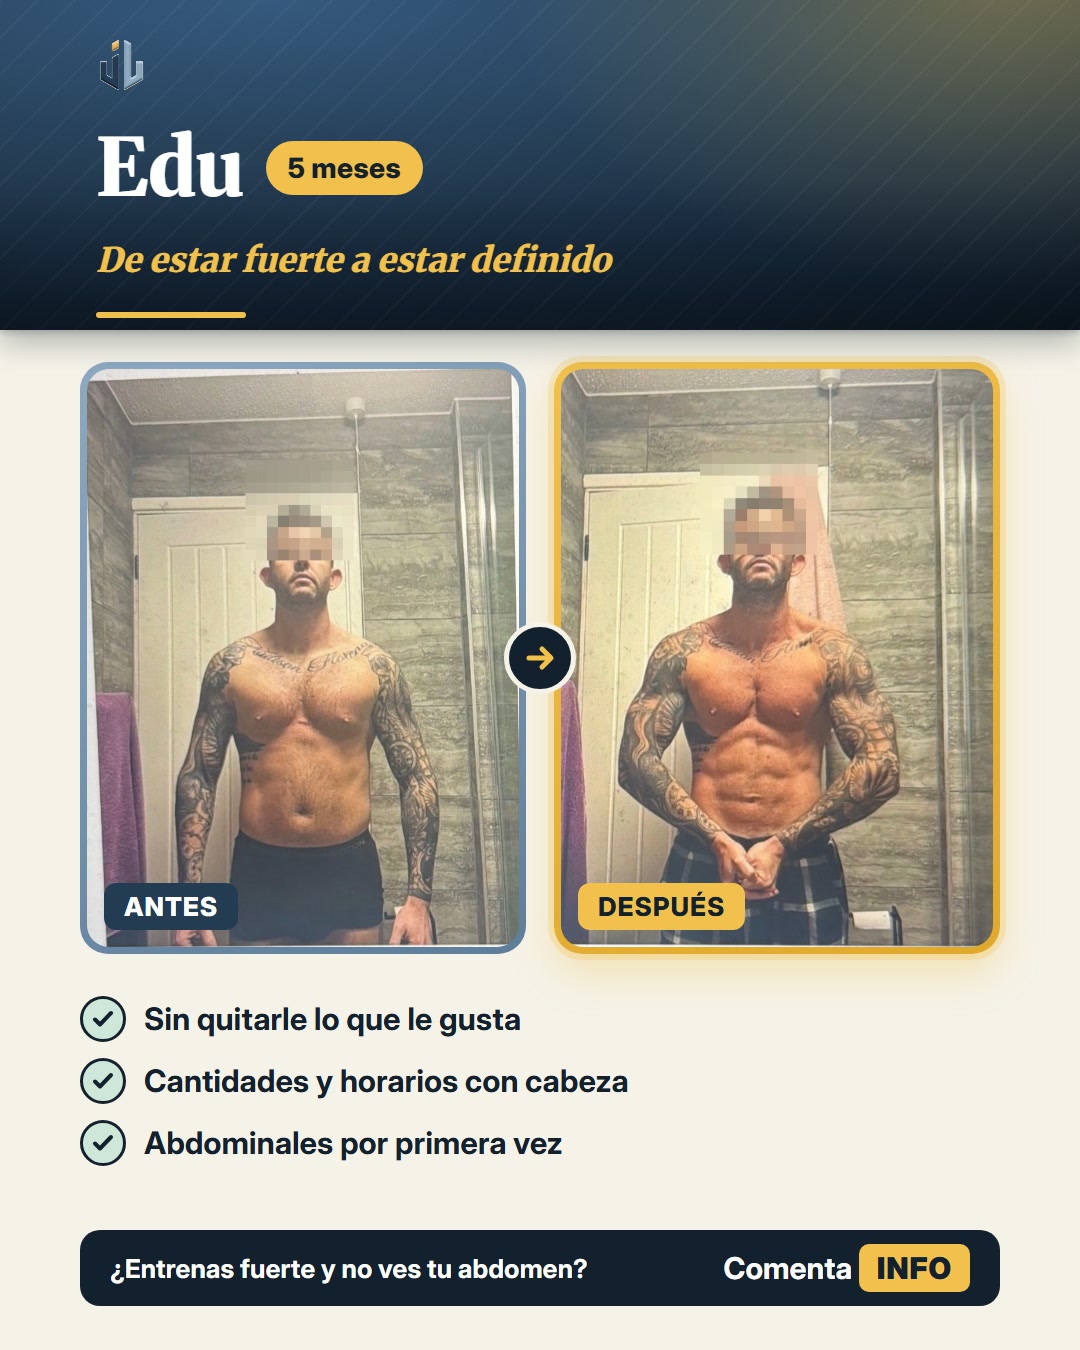 Edu
5 meses
De estar fuerte a estar definido
ANTES
DESPUÉS
Sin quitarle lo que le gusta
Cantidades y horarios con cabeza
Abdominales por primera vez
¿Entrenas fuerte y no ves tu abdomen?
Comenta INFO